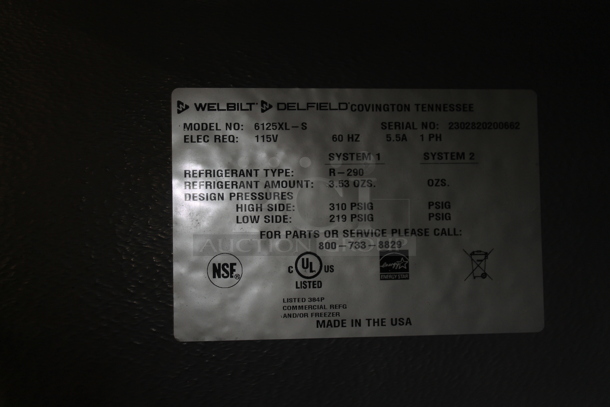 WELBILT DELFIELD COVINGTON TENNESSEE
MODEL NO: 6125XL-S SERIAL NO: 2302820200662
ELEC REQ: 115V 60 HZ 5.5A 1 PH
SYSTEM 1 SYSTEM 2
REFRIGERANT TYPE: R-290
REFRIGERANT AMOUNT: 3.53 OZS. OZS.
DESIGN PRESSURES
HIGH SIDE: 310 PSIG PSIG
LOW SIDE: 219 PSIG PSIG
FOR PARTS OR SERVICE PLEASE CALL:
800-733-8829
NSF®
C UL US
LISTED
ENERGY STAR
LISTED 384P
COMMERCIAL REFG
AND/OR FREEZER
MADE IN THE USA